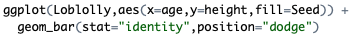 ggplot(Loblolly,aes(x=age,y=height,fill=Seed)) +
  geom_bar(stat="identity",position="dodge")